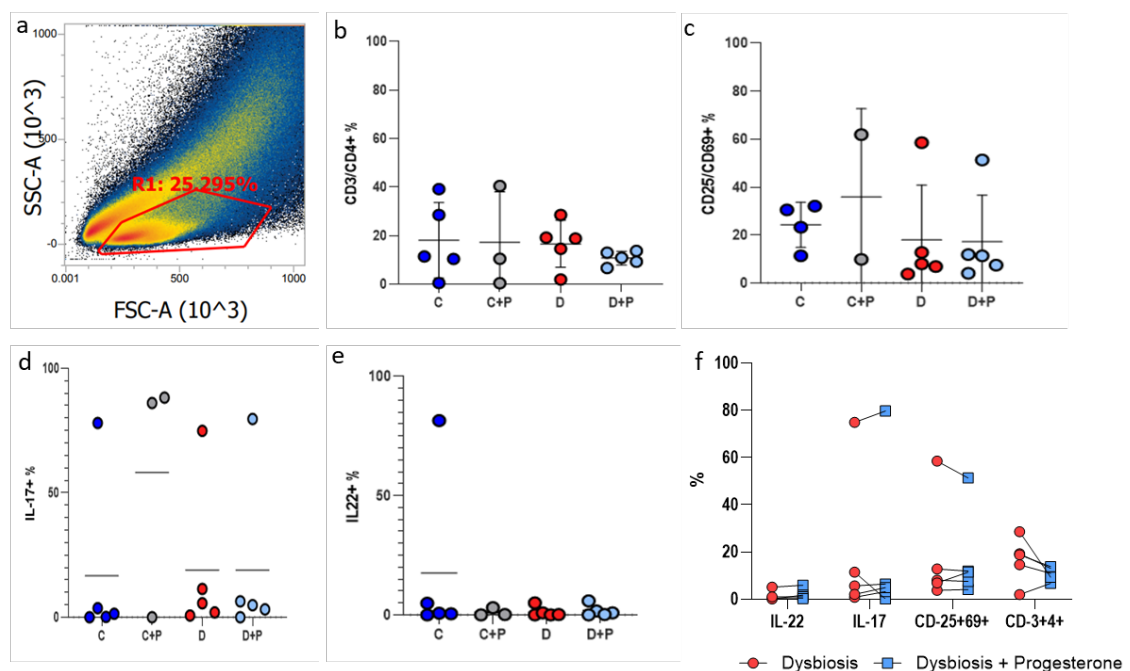 a
1000
500
-0
SSC-A (10^3)
R1: 25.295%
0.001 500 1000
FSC-A (10^3)
b
100
80
60
40
20
0
CD3/CD4+ %
C C+P D D+P
c
100
80
60
40
20
0
CD25/CD69+ %
C C+P D D+P
d
100
50
0
IL-17+ %
C C+P D D+P
e
100
50
0
IL22+ %
C C+P D D+P
f
100
80
60
40
20
0
%
IL-22 IL-17 CD-25+69+ CD-3+4+
Dysbiosis Dysbiosis + Progesterone